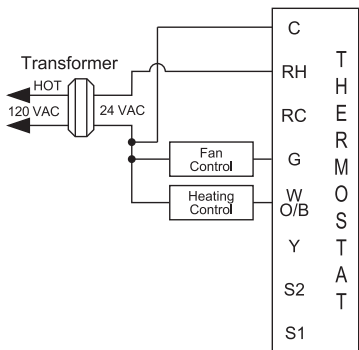 Transformer
HOT
120 VAC
24 VAC
Fan
Control
Heating
Control
C
RH
RC
G
W
O/B
Y
S2
S1
THERMOSTAT